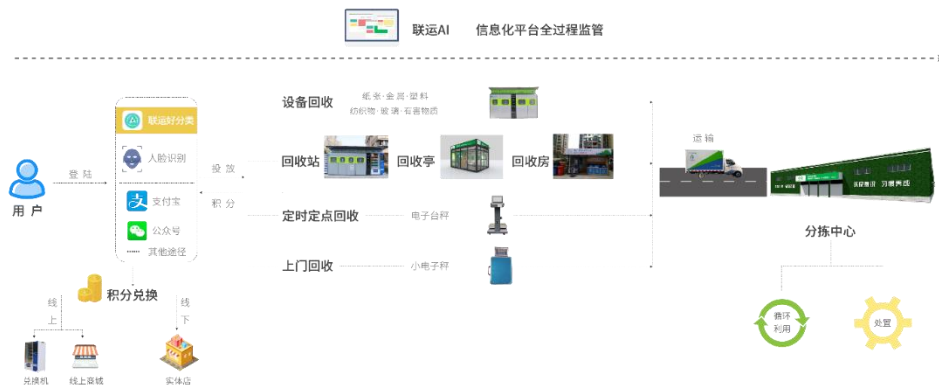 联运AI 信息化平台全过程监管
设备回收
纸张·金属·塑料
纺织物·玻璃·有害物质
联运好分类
人脸识别
支付宝
公众号
其他途径
登陆
用户
投放
积分
回收站
回收亭
回收房
定时定点回收
电子台秤
上门回收
小电子秤
运输
分拣中心
循环
利用
处置
积分兑换
线上
线下
兑换机
线上商城
实体店